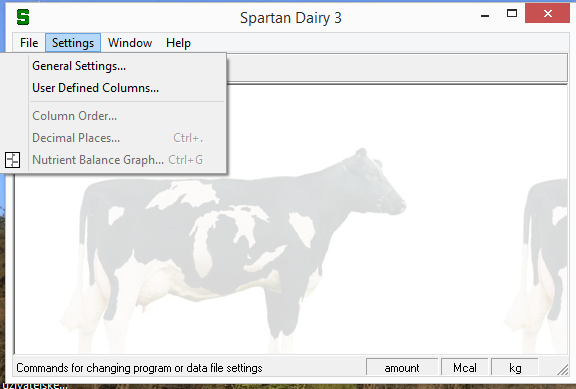 S Spartan Dairy 3
File Settings Window Help
General Settings...
User Defined Columns...
Column Order...
Decimal Places... Ctrl+.
Nutrient Balance Graph... Ctrl+G
Commands for changing program or data file settings amount Mcal kg
uzivatelske...